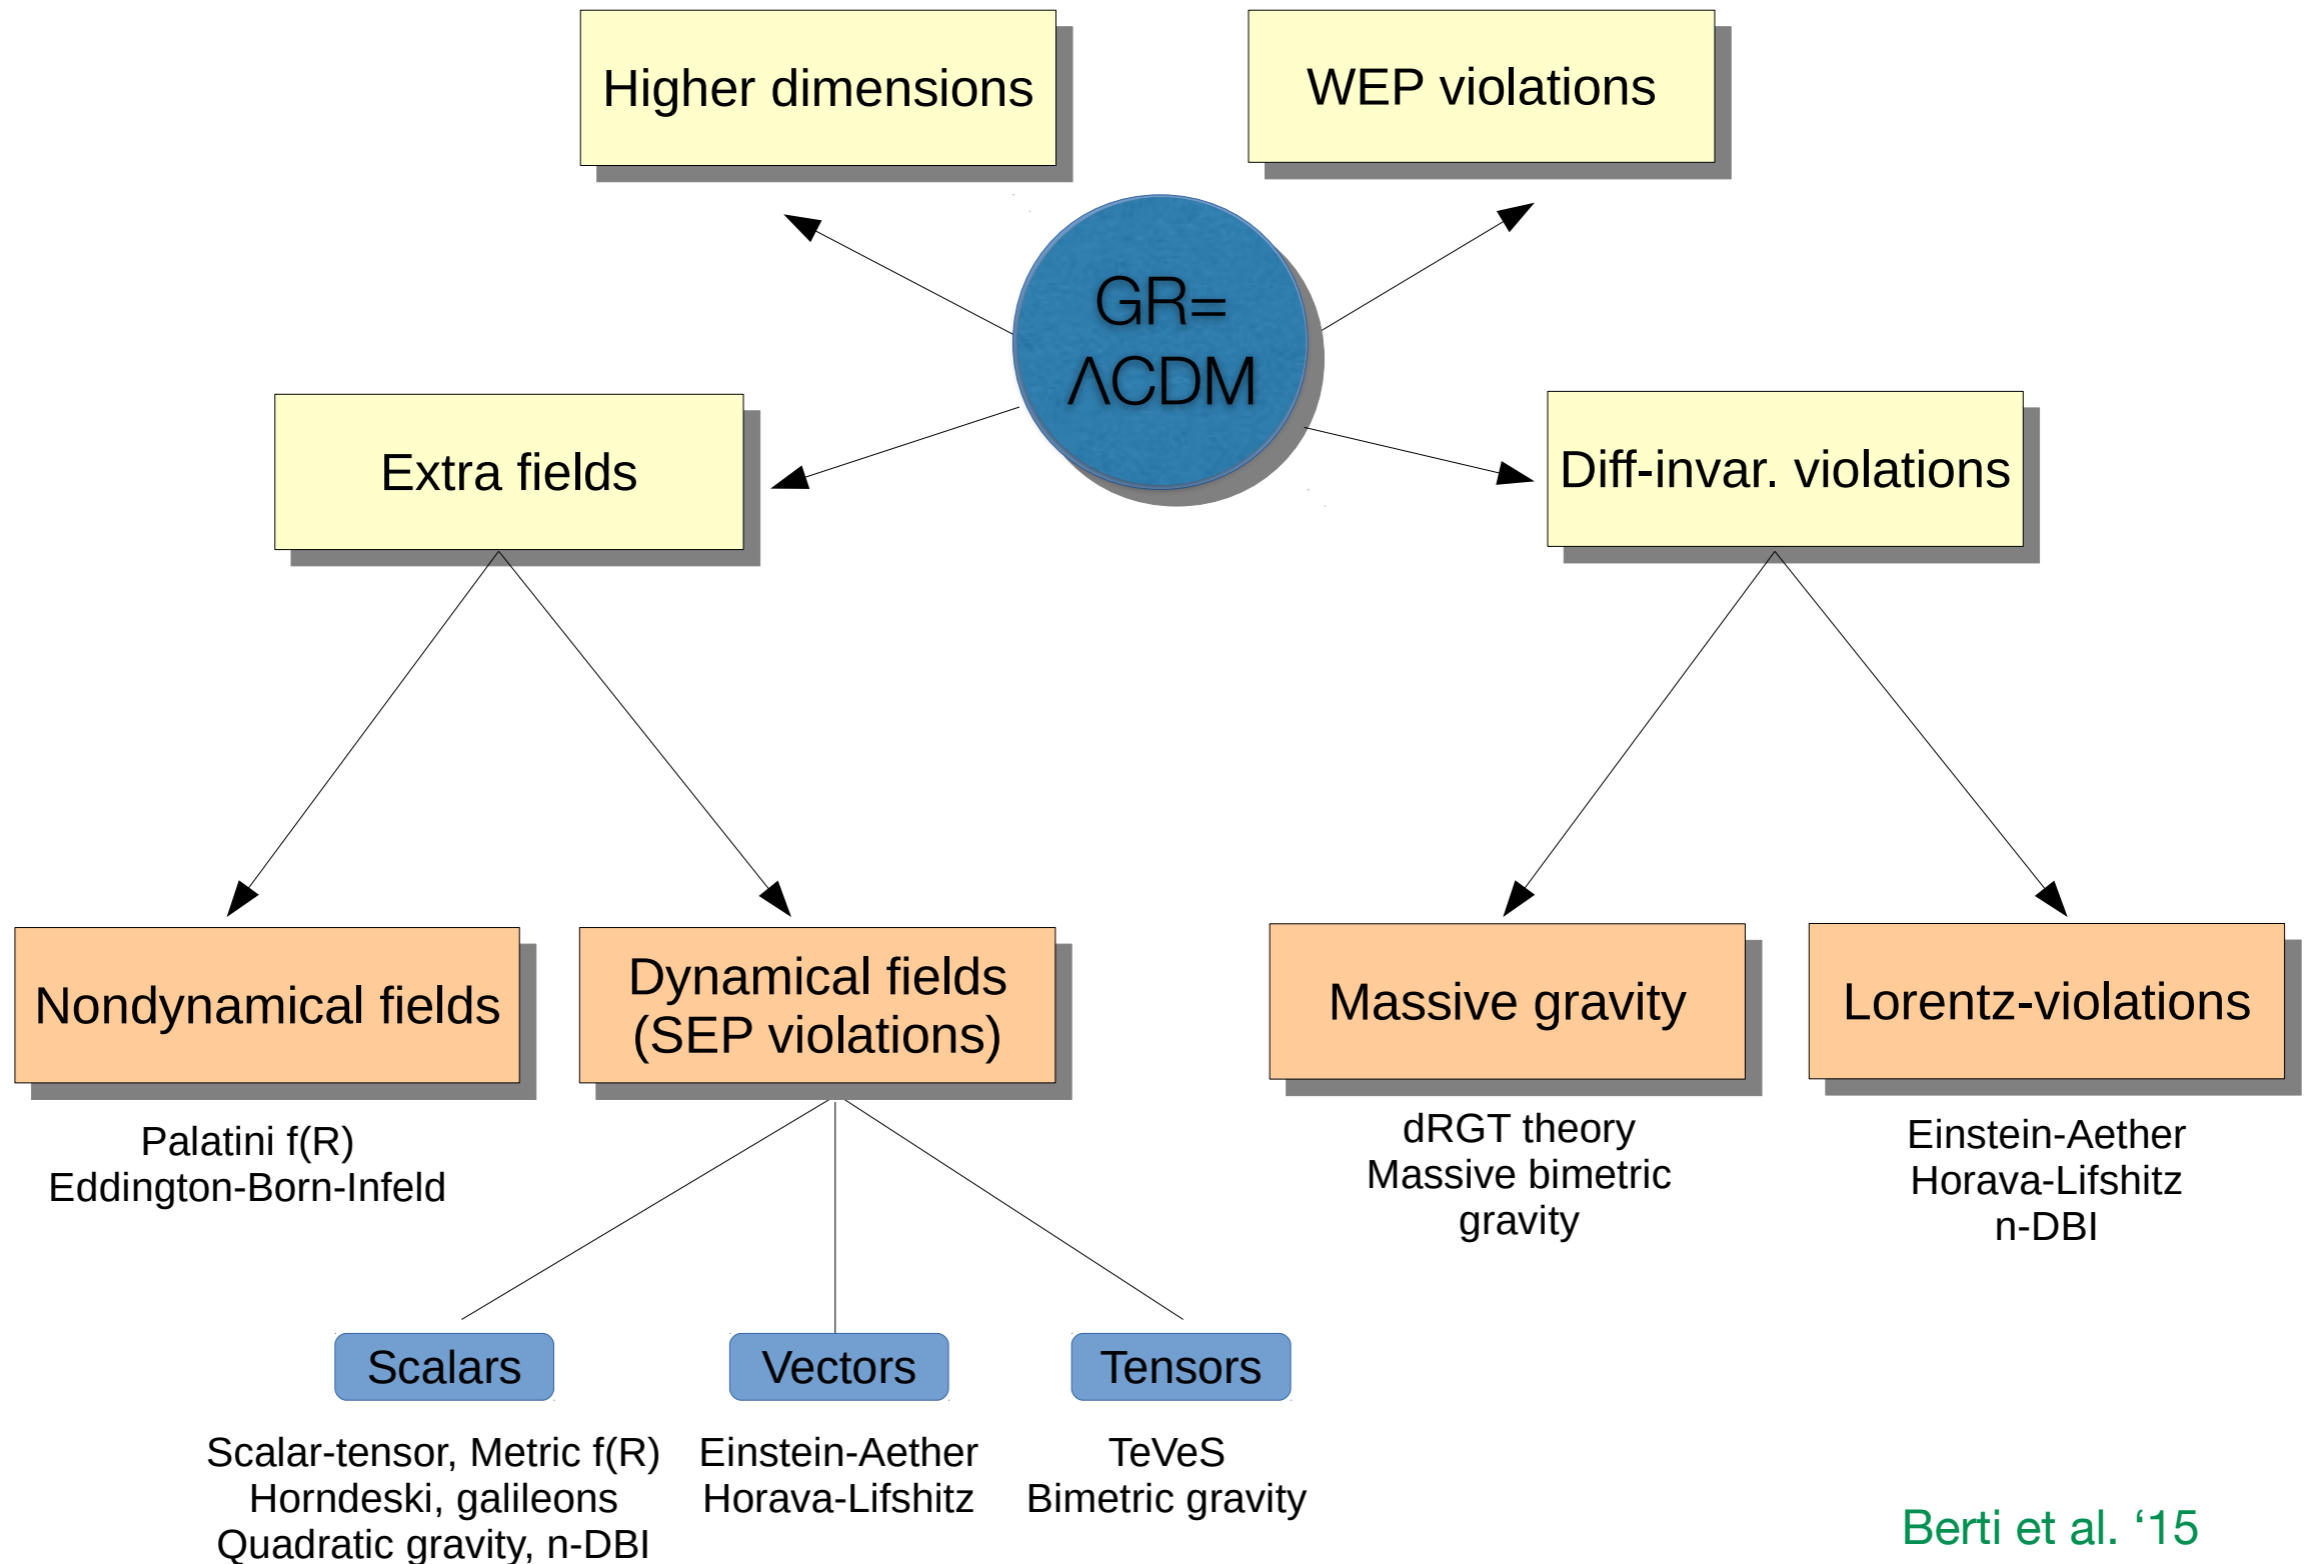 Higher dimensions
WEP violations
GR=
ΛCDM
Extra fields
Diff-invar. violations
Nondynamical fields
Dynamical fields
(SEP violations)
Massive gravity
Lorentz-violations
Palatini f(R)
Eddington-Born-Infeld
dRGT theory
Massive bimetric
gravity
Einstein-Aether
Horava-Lifshitz
n-DBI
Scalars
Vectors
Tensors
Scalar-tensor, Metric f(R)
Horndeski, galileons
Quadratic gravity, n-DBI
Einstein-Aether
Horava-Lifshitz
TeVeS
Bimetric gravity
Berti et al. ‘15